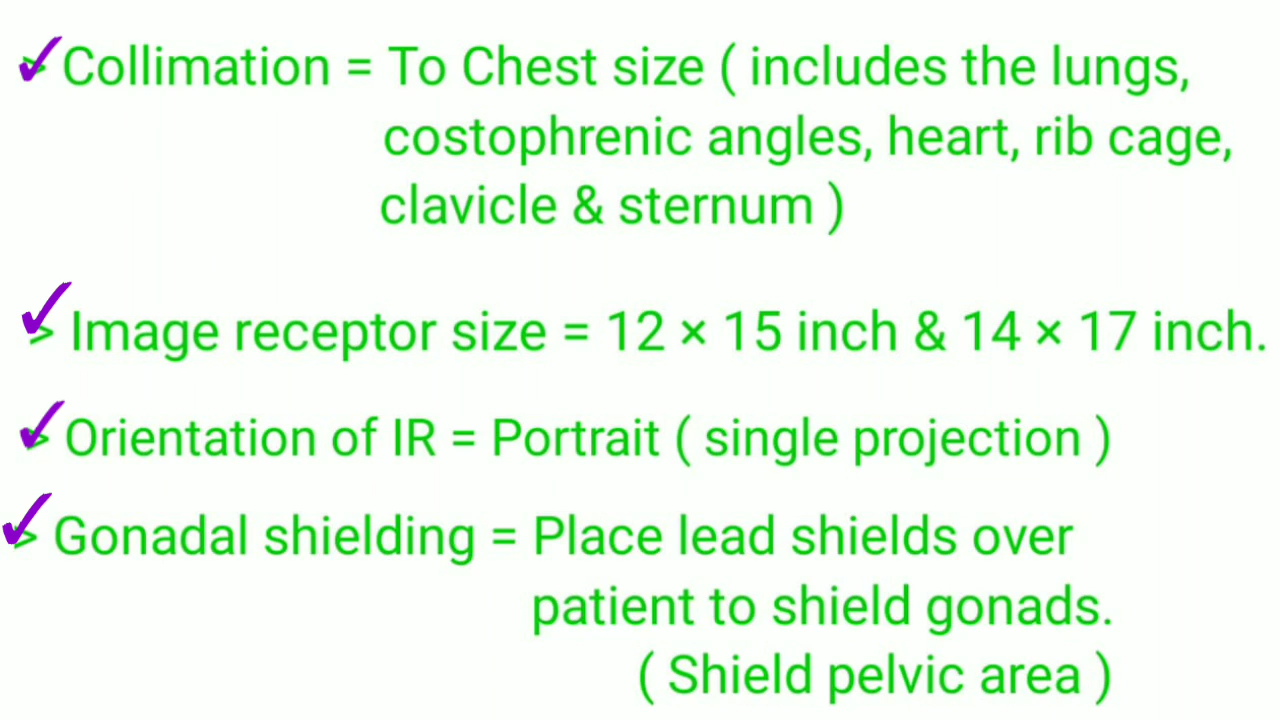 > Collimation = To Chest size ( includes the lungs,
costophrenic angles, heart, rib cage,
clavicle & sternum )
> Image receptor size = 12 × 15 inch & 14 × 17 inch.
> Orientation of IR = Portrait ( single projection )
> Gonadal shielding = Place lead shields over
patient to shield gonads.
( Shield pelvic area )